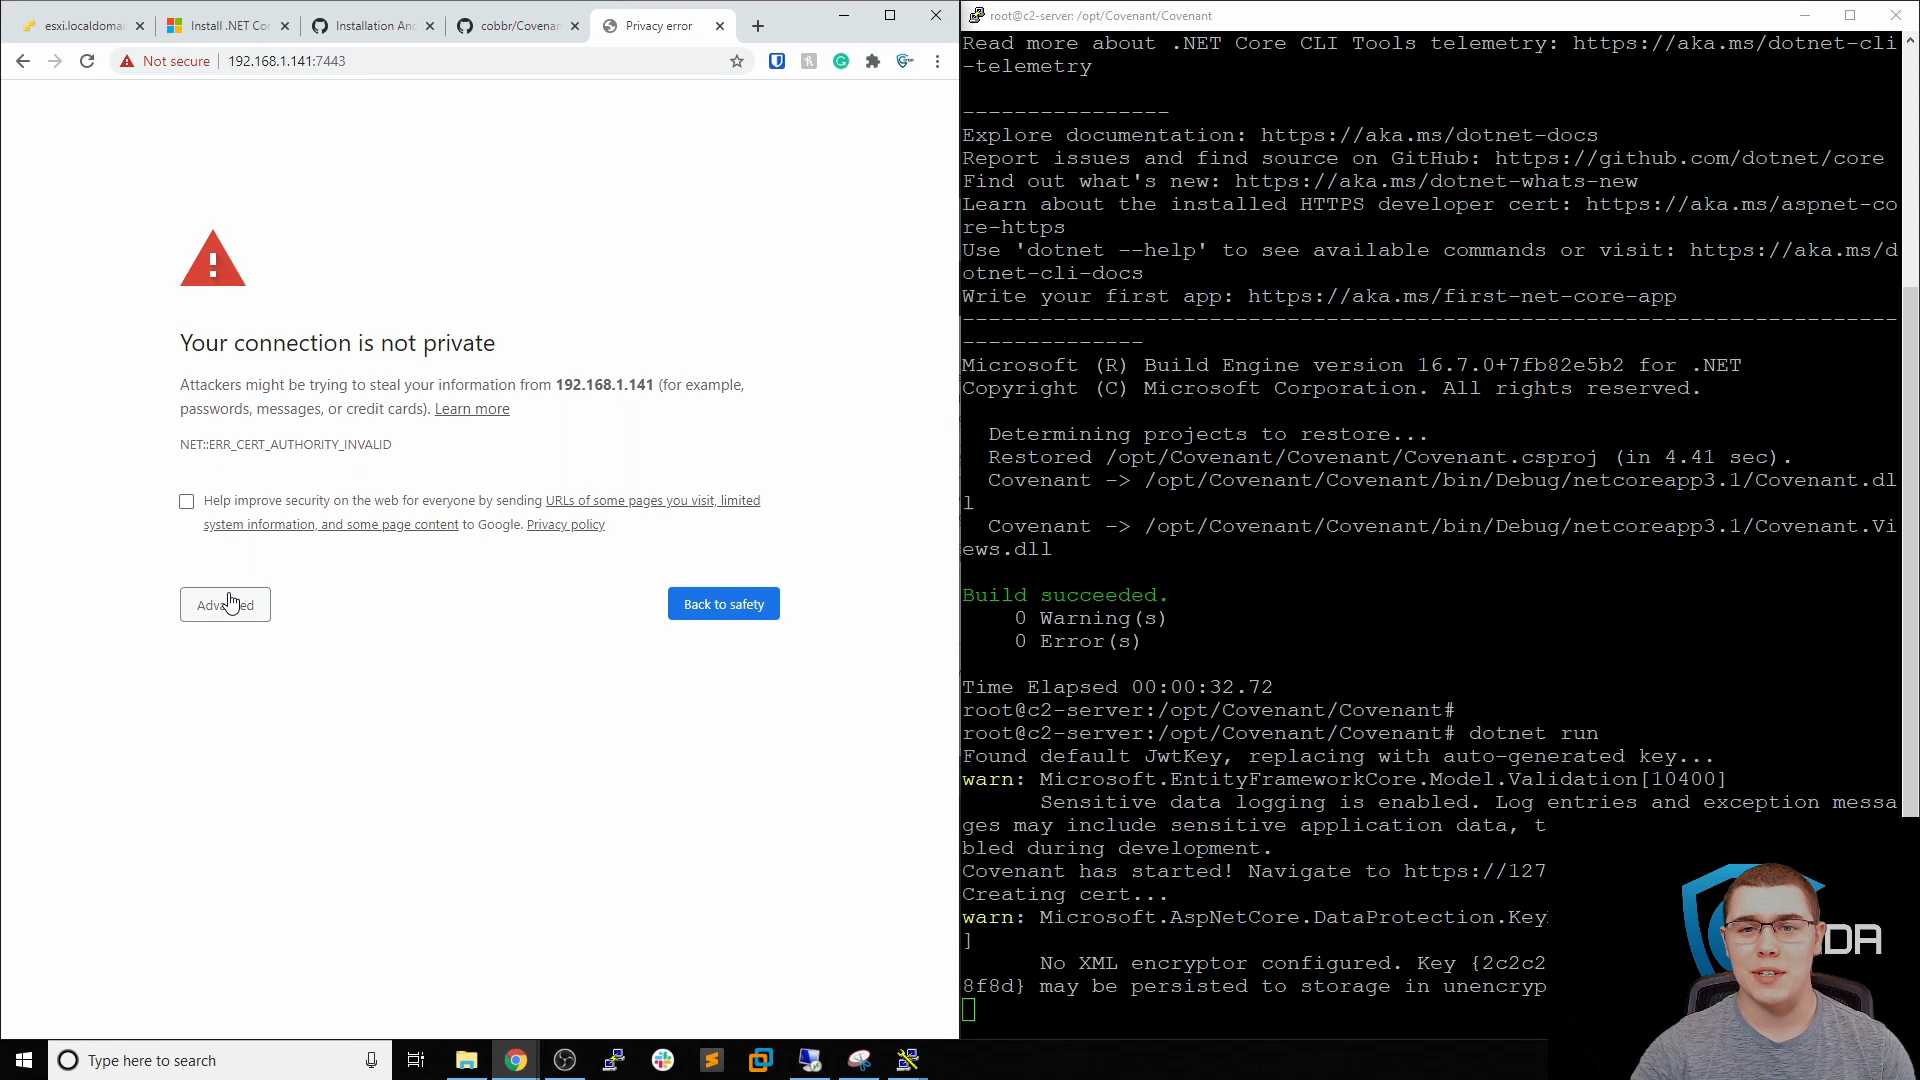 esxi.localdoma
Install .NET Co
Installation And
cobbr/Covenan
Privacy error
Not secure
192.168.1.141:7443
Your connection is not private
Attackers might be trying to steal your information from 192.168.1.141 (for example,
passwords, messages, or credit cards). Learn more
NET::ERR_CERT_AUTHORITY_INVALID
Help improve security on the web for everyone by sending URLs of some pages you visit, limited
system information, and some page content to Google. Privacy policy
Back to safety
Type here to search
root@c2-server: /opt/Covenant/Covenant
Read more about .NET Core CLI Tools telemetry: https://aka.ms/dotnet-cli
-telemetry
----------------
Explore documentation: https://aka.ms/dotnet-docs
Report issues and find source on GitHub: https://github.com/dotnet/core
Find out what's new: https://aka.ms/dotnet-whats-new
Learn about the installed HTTPS developer cert: https://aka.ms/aspnet-co
re-https
Use 'dotnet --help' to see available commands or visit: https://aka.ms/d
otnet-cli-docs
Write your first app: https://aka.ms/first-net-core-app
------------------------------------------------------------------------
--------------
Microsoft (R) Build Engine version 16.7.0+7fb82e5b2 for .NET
Copyright (C) Microsoft Corporation. All rights reserved.
Determining projects to restore...
Restored /opt/Covenant/Covenant/Covenant.csproj (in 4.41 sec).
Covenant -> /opt/Covenant/Covenant/bin/Debug/netcoreapp3.1/Covenant.dl
l
Covenant -> /opt/Covenant/Covenant/bin/Debug/netcoreapp3.1/Covenant.Vi
ews.dll
Build succeeded.
0 Warning(s)
0 Error(s)
Time Elapsed 00:00:32.72
root@c2-server:/opt/Covenant/Covenant#
root@c2-server:/opt/Covenant/Covenant# dotnet run
Found default JwtKey, replacing with auto-generated key...
warn: Microsoft.EntityFrameworkCore.Model.Validation[10400]
Sensitive data logging is enabled. Log entries and exception messa
ges may include sensitive application data, t
bled during development.
Covenant has started! Navigate to https://127
Creating cert...
warn: Microsoft.AspNetCore.DataProtection.Key
]
No XML encryptor configured. Key {2c2c2
8f8d} may be persisted to storage in unencryp
DA